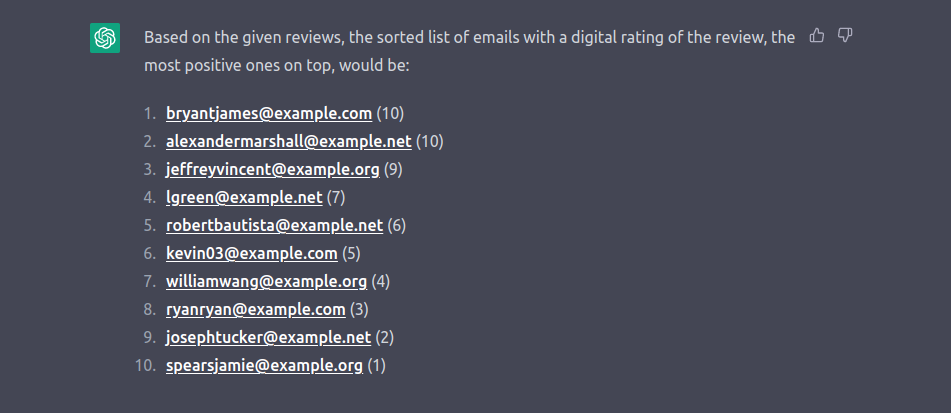 Based on the given reviews, the sorted list of emails with a digital rating of the review, the
most positive ones on top, would be:
1. bryantjames@example.com (10)
2. alexandermarshall@example.net (10)
3. jeffreyvincent@example.org (9)
4. lgreen@example.net (7)
5. robertbautista@example.net (6)
6. kevin03@example.com (5)
7. williamwang@example.org (4)
8. ryanryan@example.com (3)
9. josephtucker@example.net (2)
10. spearsjamie@example.org (1)